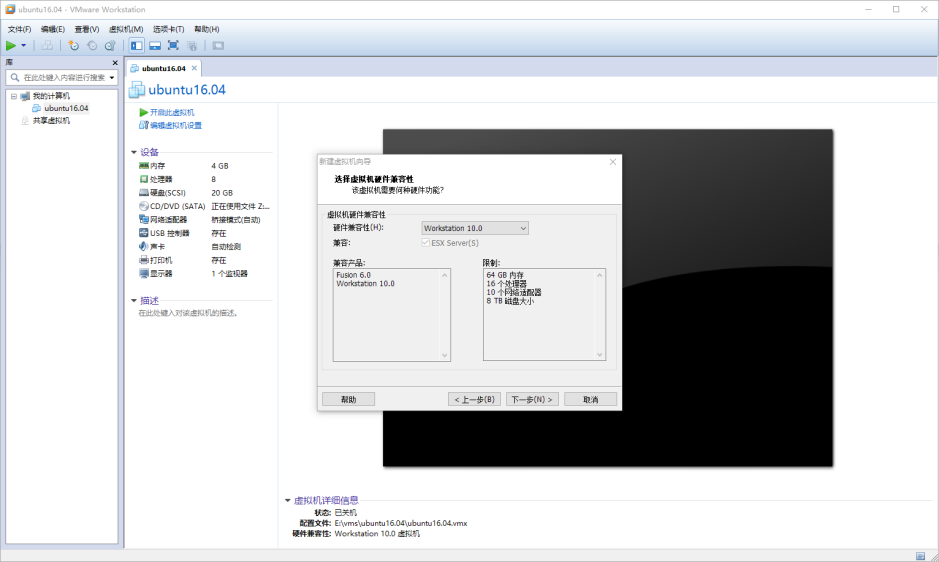 ubuntu16.04 - VMware Workstation
文件(F) 编辑(E) 查看(V) 虚拟机(M) 选项卡(T) 帮助(H)
库
在此处键入内容进行搜索
我的计算机
ubuntu16.04
共享虚拟机
ubuntu16.04
ubuntu16.04
开启此虚拟机
编辑虚拟机设置
设备
内存 4 GB
处理器 8
硬盘(SCSI) 20 GB
CD/DVD (SATA) 正在使用文件 Z:...
网络适配器 桥接模式(自动)
USB 控制器 存在
声卡 自动检测
打印机 存在
显示器 1 个监视器
描述
在此处键入对该虚拟机的描述。
新建虚拟机向导
选择虚拟机硬件兼容性
该虚拟机需要何种硬件功能?
虚拟机硬件兼容性
硬件兼容性(H): Workstation 10.0
兼容: ESX Server(S)
兼容产品: 限制:
Fusion 6.0
Workstation 10.0
64 GB 内存
16 个处理器
10 个网络适配器
8 TB 磁盘大小
帮助 < 上一步(B) 下一步(N) > 取消
虚拟机详细信息
状态: 已关机
配置文件: E:\vms\ubuntu16.04\ubuntu16.04.vmx
硬件兼容性: Workstation 10.0 虚拟机